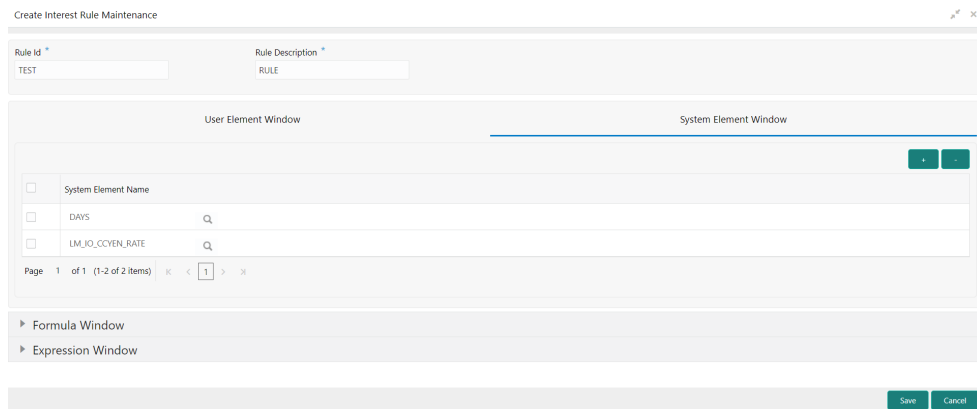 Create Interest Rule Maintenance
Rule Id * Rule Description *
TEST RULE
User Element Window System Element Window
+ -
System Element Name
DAYS
LM_IO_CCYEN_RATE
Page 1 of 1 (1-2 of 2 items) 1
Formula Window
Expression Window
Save Cancel